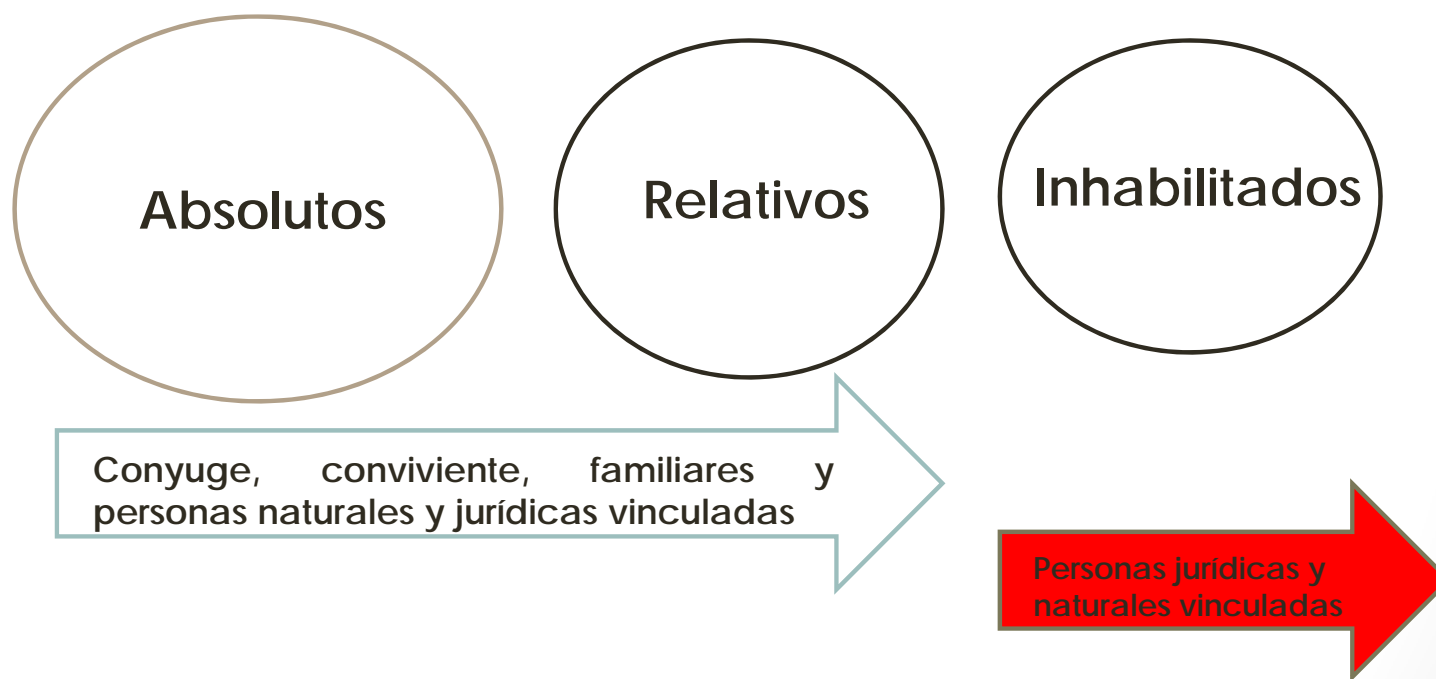 Absolutos
Relativos
Inhabilitados
Conyuge, conviviente, familiares y
personas naturales y jurídicas vinculadas
Personas jurídicas y
naturales vinculadas